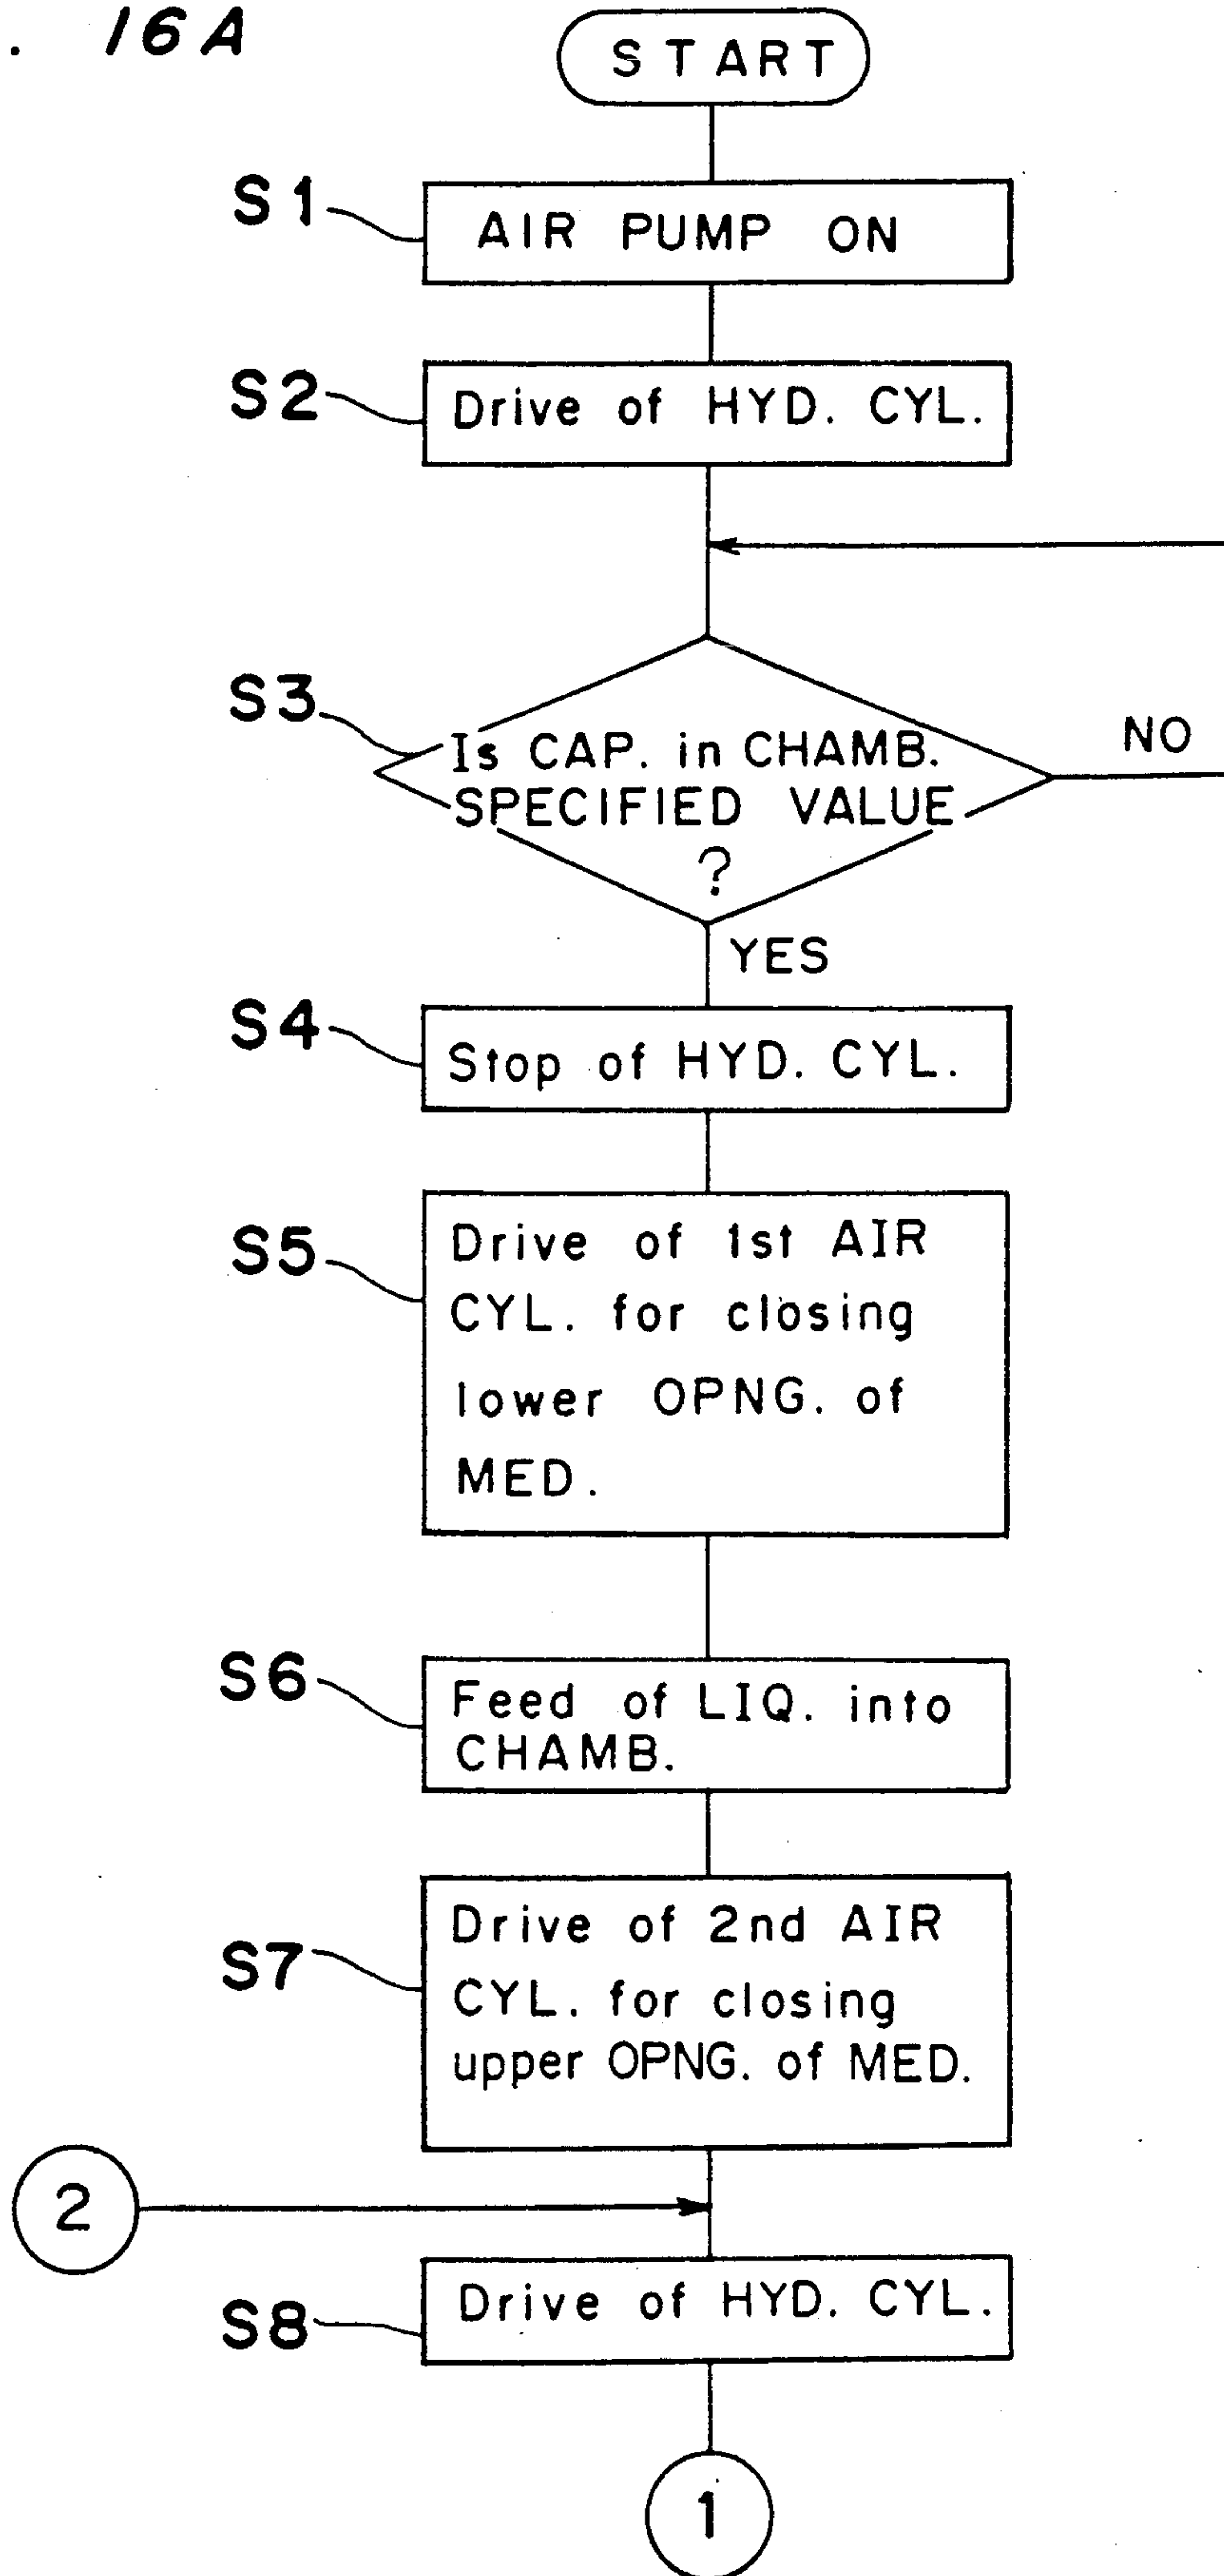 . 16A
START
S1
AIR PUMP ON
S2
Drive of HYD. CYL.
S3
Is CAP. in CHAMB.
SPECIFIED VALUE
?
NO
YES
S4
Stop of HYD. CYL.
S5
Drive of 1st AIR
CYL. for closing
lower OPNG. of
MED.
S6
Feed of LIQ. into
CHAMB.
S7
Drive of 2nd AIR
CYL. for closing
upper OPNG. of MED.
2
S8
Drive of HYD. CYL.
1